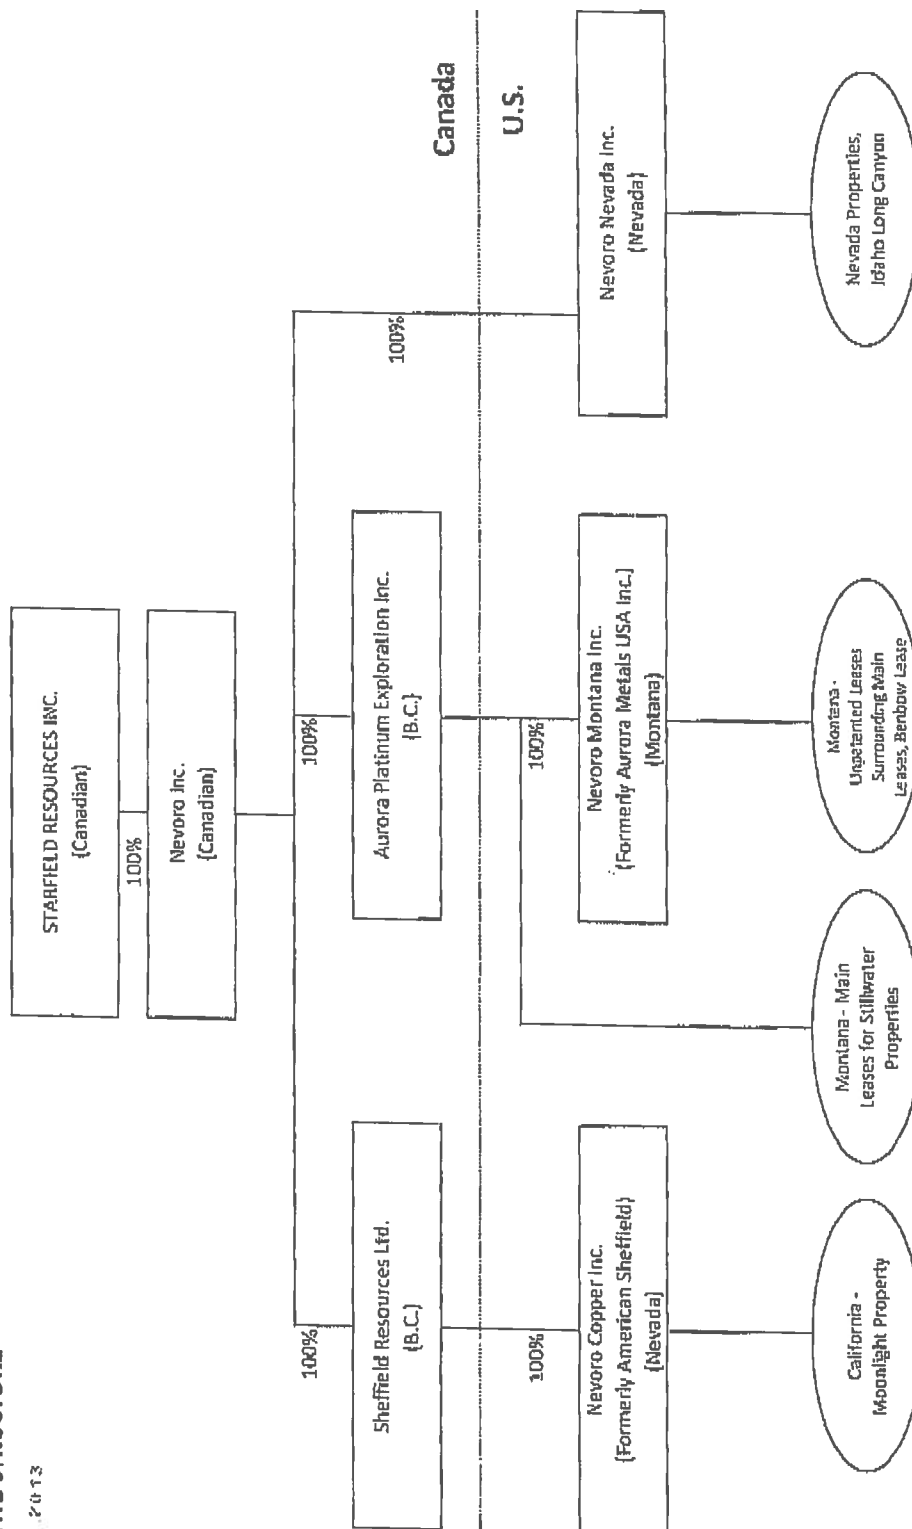 2013
STARFIELD RESOURCES INC.
(Canadian)
100%
Nevoro Inc.
(Canadian)
100%
100%
100%
Sheffield Resources Ltd.
(B.C.)
Aurora Platinum Exploration Inc.
(B.C.)
Canada
U.S.
100%
100%
Nevoro Copper Inc.
(Formerly American Sheffield)
(Nevada)
Nevoro Montana Inc.
(Formerly Aurora Metals USA Inc.)
(Montana)
Nevoro Nevada Inc.
(Nevada)
California -
Moonlight Property
Montana - Main
Leases for Stillwater
Properties
Montana -
Unpatented Leases
Surrounding Main
Leases, Benbow Lease
Nevada Properties,
Idaho Long Canyon